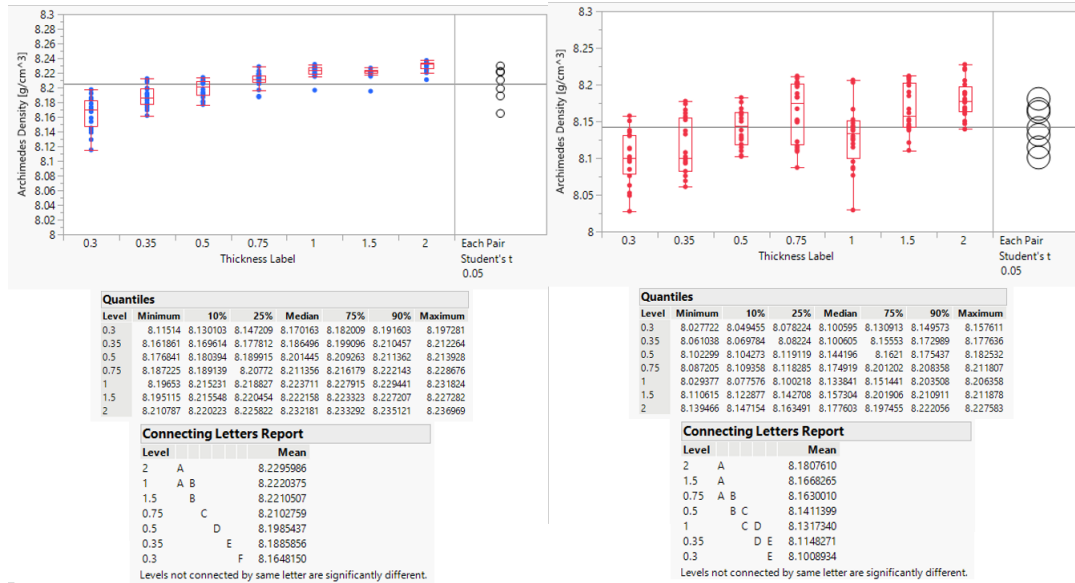 8.3
8.28
8.26
8.24
8.22
8.2
8.18
8.16
8.14
8.12
8.1
8.08
8.06
8.04
8.02
8
Archimedes Density [g/cm^3]
0.3 0.35 0.5 0.75 1 1.5 2
Thickness Label
Each Pair
Student's t
0.05
Quantiles
Level Minimum 10% 25% Median 75% 90% Maximum
0.3 8.11514 8.130103 8.147209 8.170163 8.182009 8.191603 8.197281
0.35 8.161861 8.169614 8.177812 8.186496 8.199096 8.210457 8.212264
0.5 8.176841 8.180394 8.189915 8.201445 8.209263 8.211362 8.213928
0.75 8.187225 8.189139 8.20772 8.211356 8.216179 8.222143 8.228676
1 8.19653 8.215231 8.218827 8.223711 8.227915 8.229441 8.231824
1.5 8.195115 8.215548 8.220454 8.222158 8.223323 8.227207 8.227282
2 8.210787 8.220223 8.225822 8.232181 8.233292 8.235121 8.236969
Connecting Letters Report
Level Mean
2 A 8.2295986
1 A B 8.2220375
1.5 B 8.2210507
0.75 C 8.2102759
0.5 D 8.1985437
0.35 E 8.1885856
0.3 F 8.1648150
Levels not connected by same letter are significantly different.
8.3
8.25
8.2
8.15
8.1
8.05
8
Archimedes Density [g/cm^3]
0.3 0.35 0.5 0.75 1 1.5 2
Thickness Label
Each Pair
Student's t
0.05
Quantiles
Level Minimum 10% 25% Median 75% 90% Maximum
0.3 8.027722 8.049455 8.078224 8.100595 8.130913 8.149573 8.157611
0.35 8.061038 8.069784 8.08224 8.100605 8.15553 8.172989 8.177636
0.5 8.102299 8.104273 8.119119 8.144196 8.1621 8.175437 8.182532
0.75 8.087205 8.109358 8.118285 8.174919 8.201202 8.208358 8.211807
1 8.029377 8.077576 8.100218 8.133841 8.151441 8.203508 8.206358
1.5 8.110615 8.122877 8.142708 8.157304 8.201906 8.210911 8.211878
2 8.139466 8.147154 8.163491 8.177603 8.197455 8.222056 8.227583
Connecting Letters Report
Level Mean
2 A 8.1807610
1.5 A 8.1668265
0.75 A B 8.1630010
0.5 B C 8.1411399
1 C D 8.1317340
0.35 D E 8.1148271
0.3 E 8.1008934
Levels not connected by same letter are significantly different.